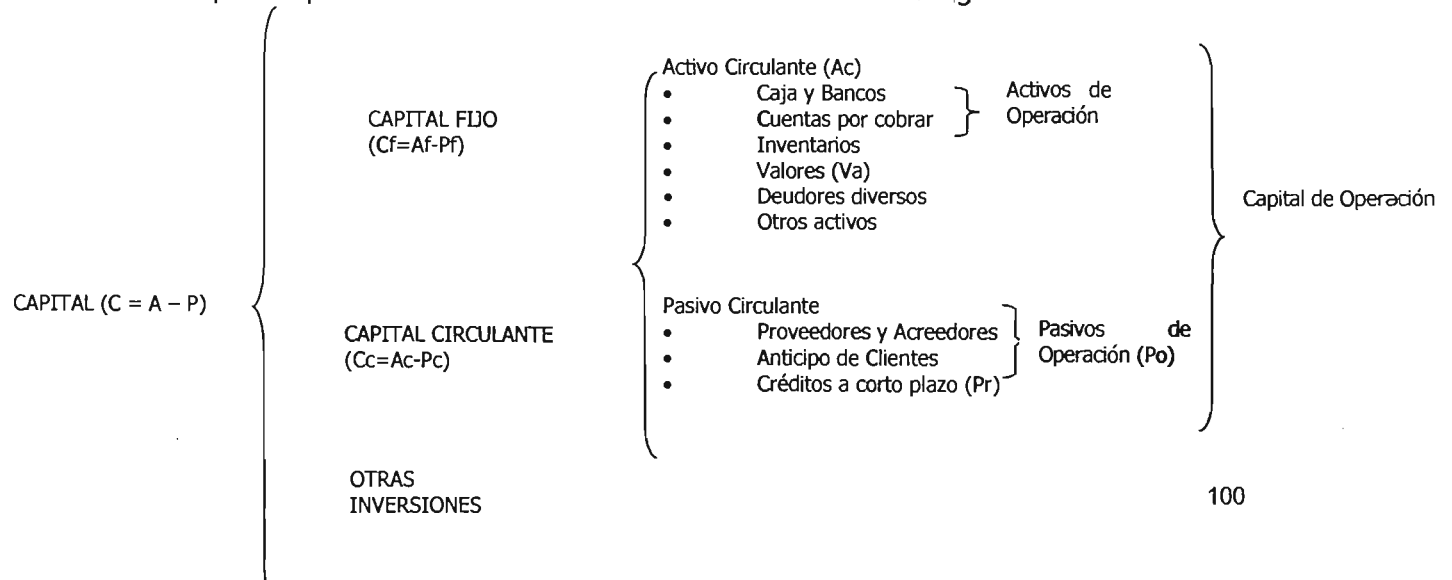 CAPITAL (C = A – P)
CAPITAL FIJO
(Cf=Af-Pf)
CAPITAL CIRCULANTE
(Cc=Ac-Pc)
OTRAS
INVERSIONES
Activo Circulante (Ac)
• Caja y Bancos
• Cuentas por cobrar
• Inventarios
• Valores (Va)
• Deudores diversos
• Otros activos
Activos de
Operación
Pasivo Circulante
• Proveedores y Acreedores
• Anticipo de Clientes
• Créditos a corto plazo (Pr)
Pasivos de
Operación (Po)
Capital de Operación
100